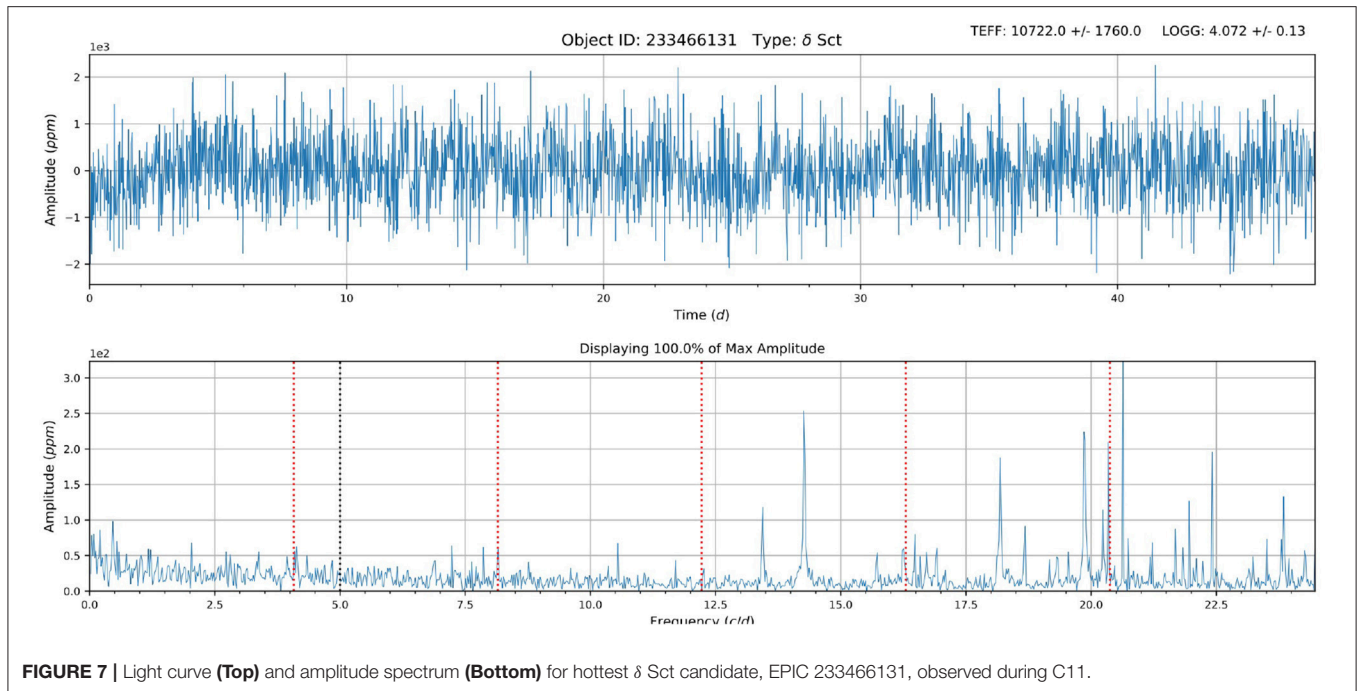 Object ID: 233466131 Type: δ Sct
TEFF: 10722.0 +/- 1760.0 LOGG: 4.072 +/- 0.13
1e3
2
1
0
−1
−2
Amplitude (ppm)
0 10 20 30 40
Time (d)
Displaying 100.0% of Max Amplitude
1e2
3.0
2.5
2.0
1.5
1.0
0.5
0.0
Amplitude (ppm)
0.0 2.5 5.0 7.5 10.0 12.5 15.0 17.5 20.0 22.5
Frequency (c/d)
FIGURE 7 | Light curve (Top) and amplitude spectrum (Bottom) for hottest δ Sct candidate, EPIC 233466131, observed during C11.